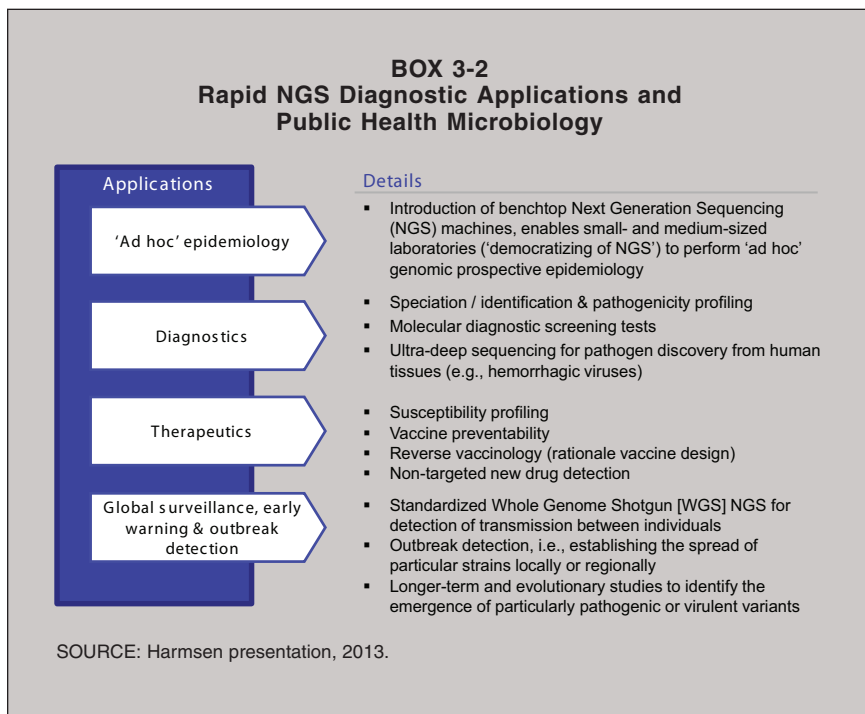 BOX 3-2
Rapid NGS Diagnostic Applications and
Public Health Microbiology
Applications
Details
‘Ad hoc’ epidemiology
▪ Introduction of benchtop Next Generation Sequencing
(NGS) machines, enables small- and medium-sized
laboratories (‘democratizing of NGS’) to perform ‘ad hoc’
genomic prospective epidemiology
Diagnostics
▪ Speciation / identification & pathogenicity profiling
▪ Molecular diagnostic screening tests
▪ Ultra-deep sequencing for pathogen discovery from human
tissues (e.g., hemorrhagic viruses)
Therapeutics
▪ Susceptibility profiling
▪ Vaccine preventability
▪ Reverse vaccinology (rationale vaccine design)
▪ Non-targeted new drug detection
Global surveillance, early
warning & outbreak
detection
▪ Standardized Whole Genome Shotgun [WGS] NGS for
detection of transmission between individuals
▪ Outbreak detection, i.e., establishing the spread of
particular strains locally or regionally
▪ Longer-term and evolutionary studies to identify the
emergence of particularly pathogenic or virulent variants
SOURCE: Harmsen presentation, 2013.